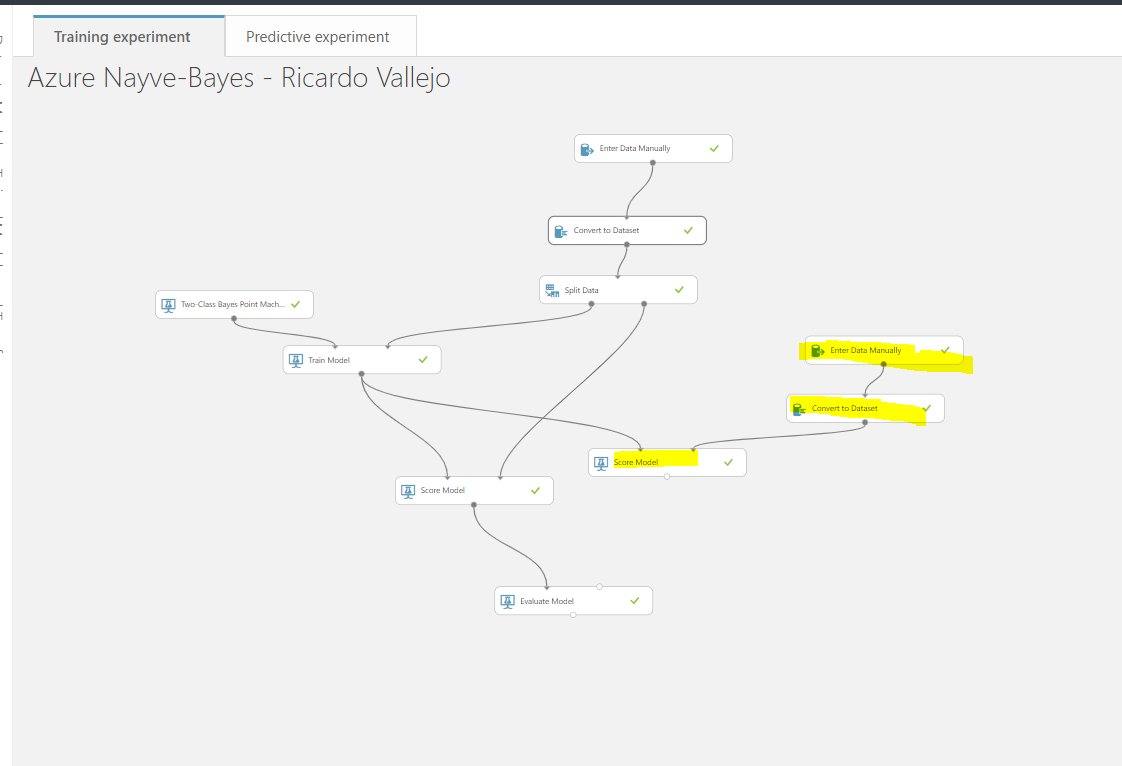 Training experiment
Predictive experiment
Azure Nayve-Bayes - Ricardo Vallejo
Enter Data Manually
Convert to Dataset
Split Data
Two-Class Bayes Point Mach...
Train Model
Enter Data Manually
Convert to Dataset
Score Model
Score Model
Evaluate Model